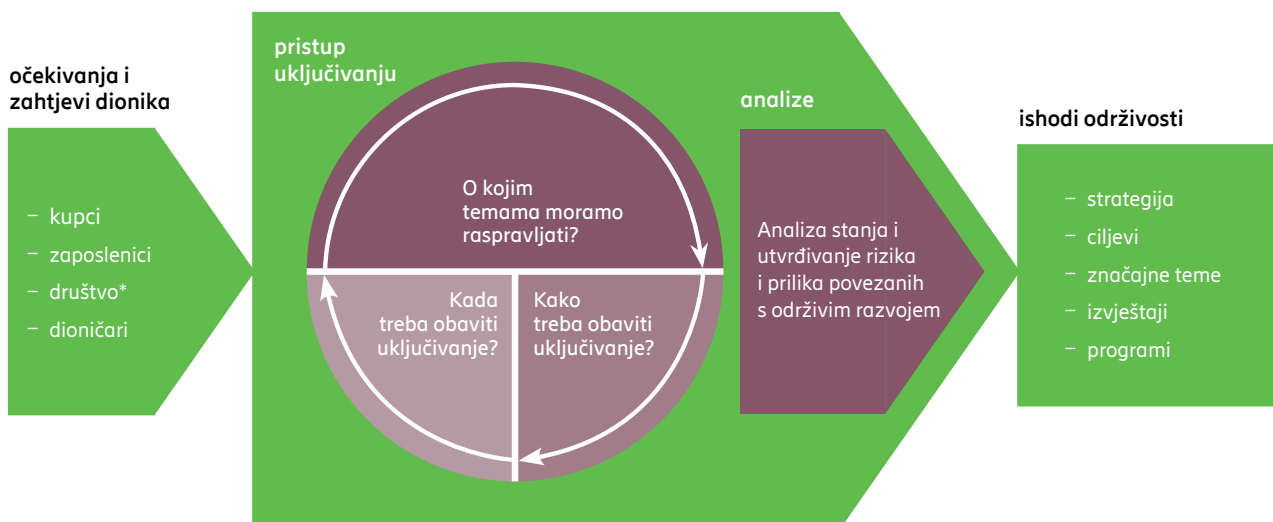 očekivanja i
zahtjevi dionika
– kupci
– zaposlenici
– društvo*
– dioničari
pristup
uključivanju
O kojim
temama moramo
raspravljati?
Kada
treba obaviti
uključivanje?
Kako
treba obaviti
uključivanje?
analize
Analiza stanja i
utvrđivanje rizika
i prilika povezanih
s održivim razvojem
ishodi održivosti
– strategija
– ciljevi
– značajne teme
– izvještaji
– programi